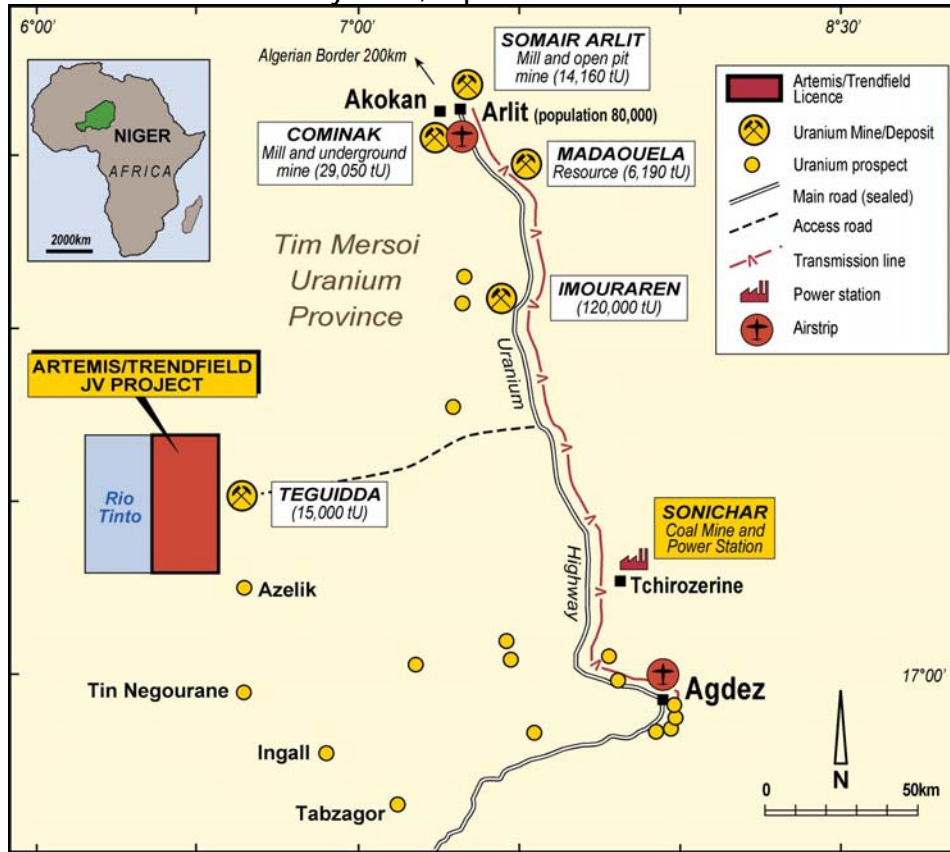 6°00'
7°00'
8°30'
NIGER
AFRICA
2000km
Algerian Border 200km
SOMAIR ARLIT
Mill and open pit
mine (14,160 tU)
Akokan
Arlit (population 80,000)
COMINAK
Mill and underground
mine (29,050 tU)
MADAOUELA
Resource (6,190 tU)
Tim Mersoi
Uranium
Province
IMOURAREN
(120,000 tU)
Artemis/Trendfield
Licence
Uranium Mine/Deposit
Uranium prospect
Main road (sealed)
Access road
Transmission line
Power station
Airstrip
ARTEMIS/TRENDFIELD
JV PROJECT
Uranium
Rio
Tinto
TEGUIDDA
(15,000 tU)
SONICHAR
Coal Mine and
Power Station
Highway
Tchirozerine
Azelik
17°00'
Tin Negourane
Agdez
Ingall
Tabzagor
N
0
50km